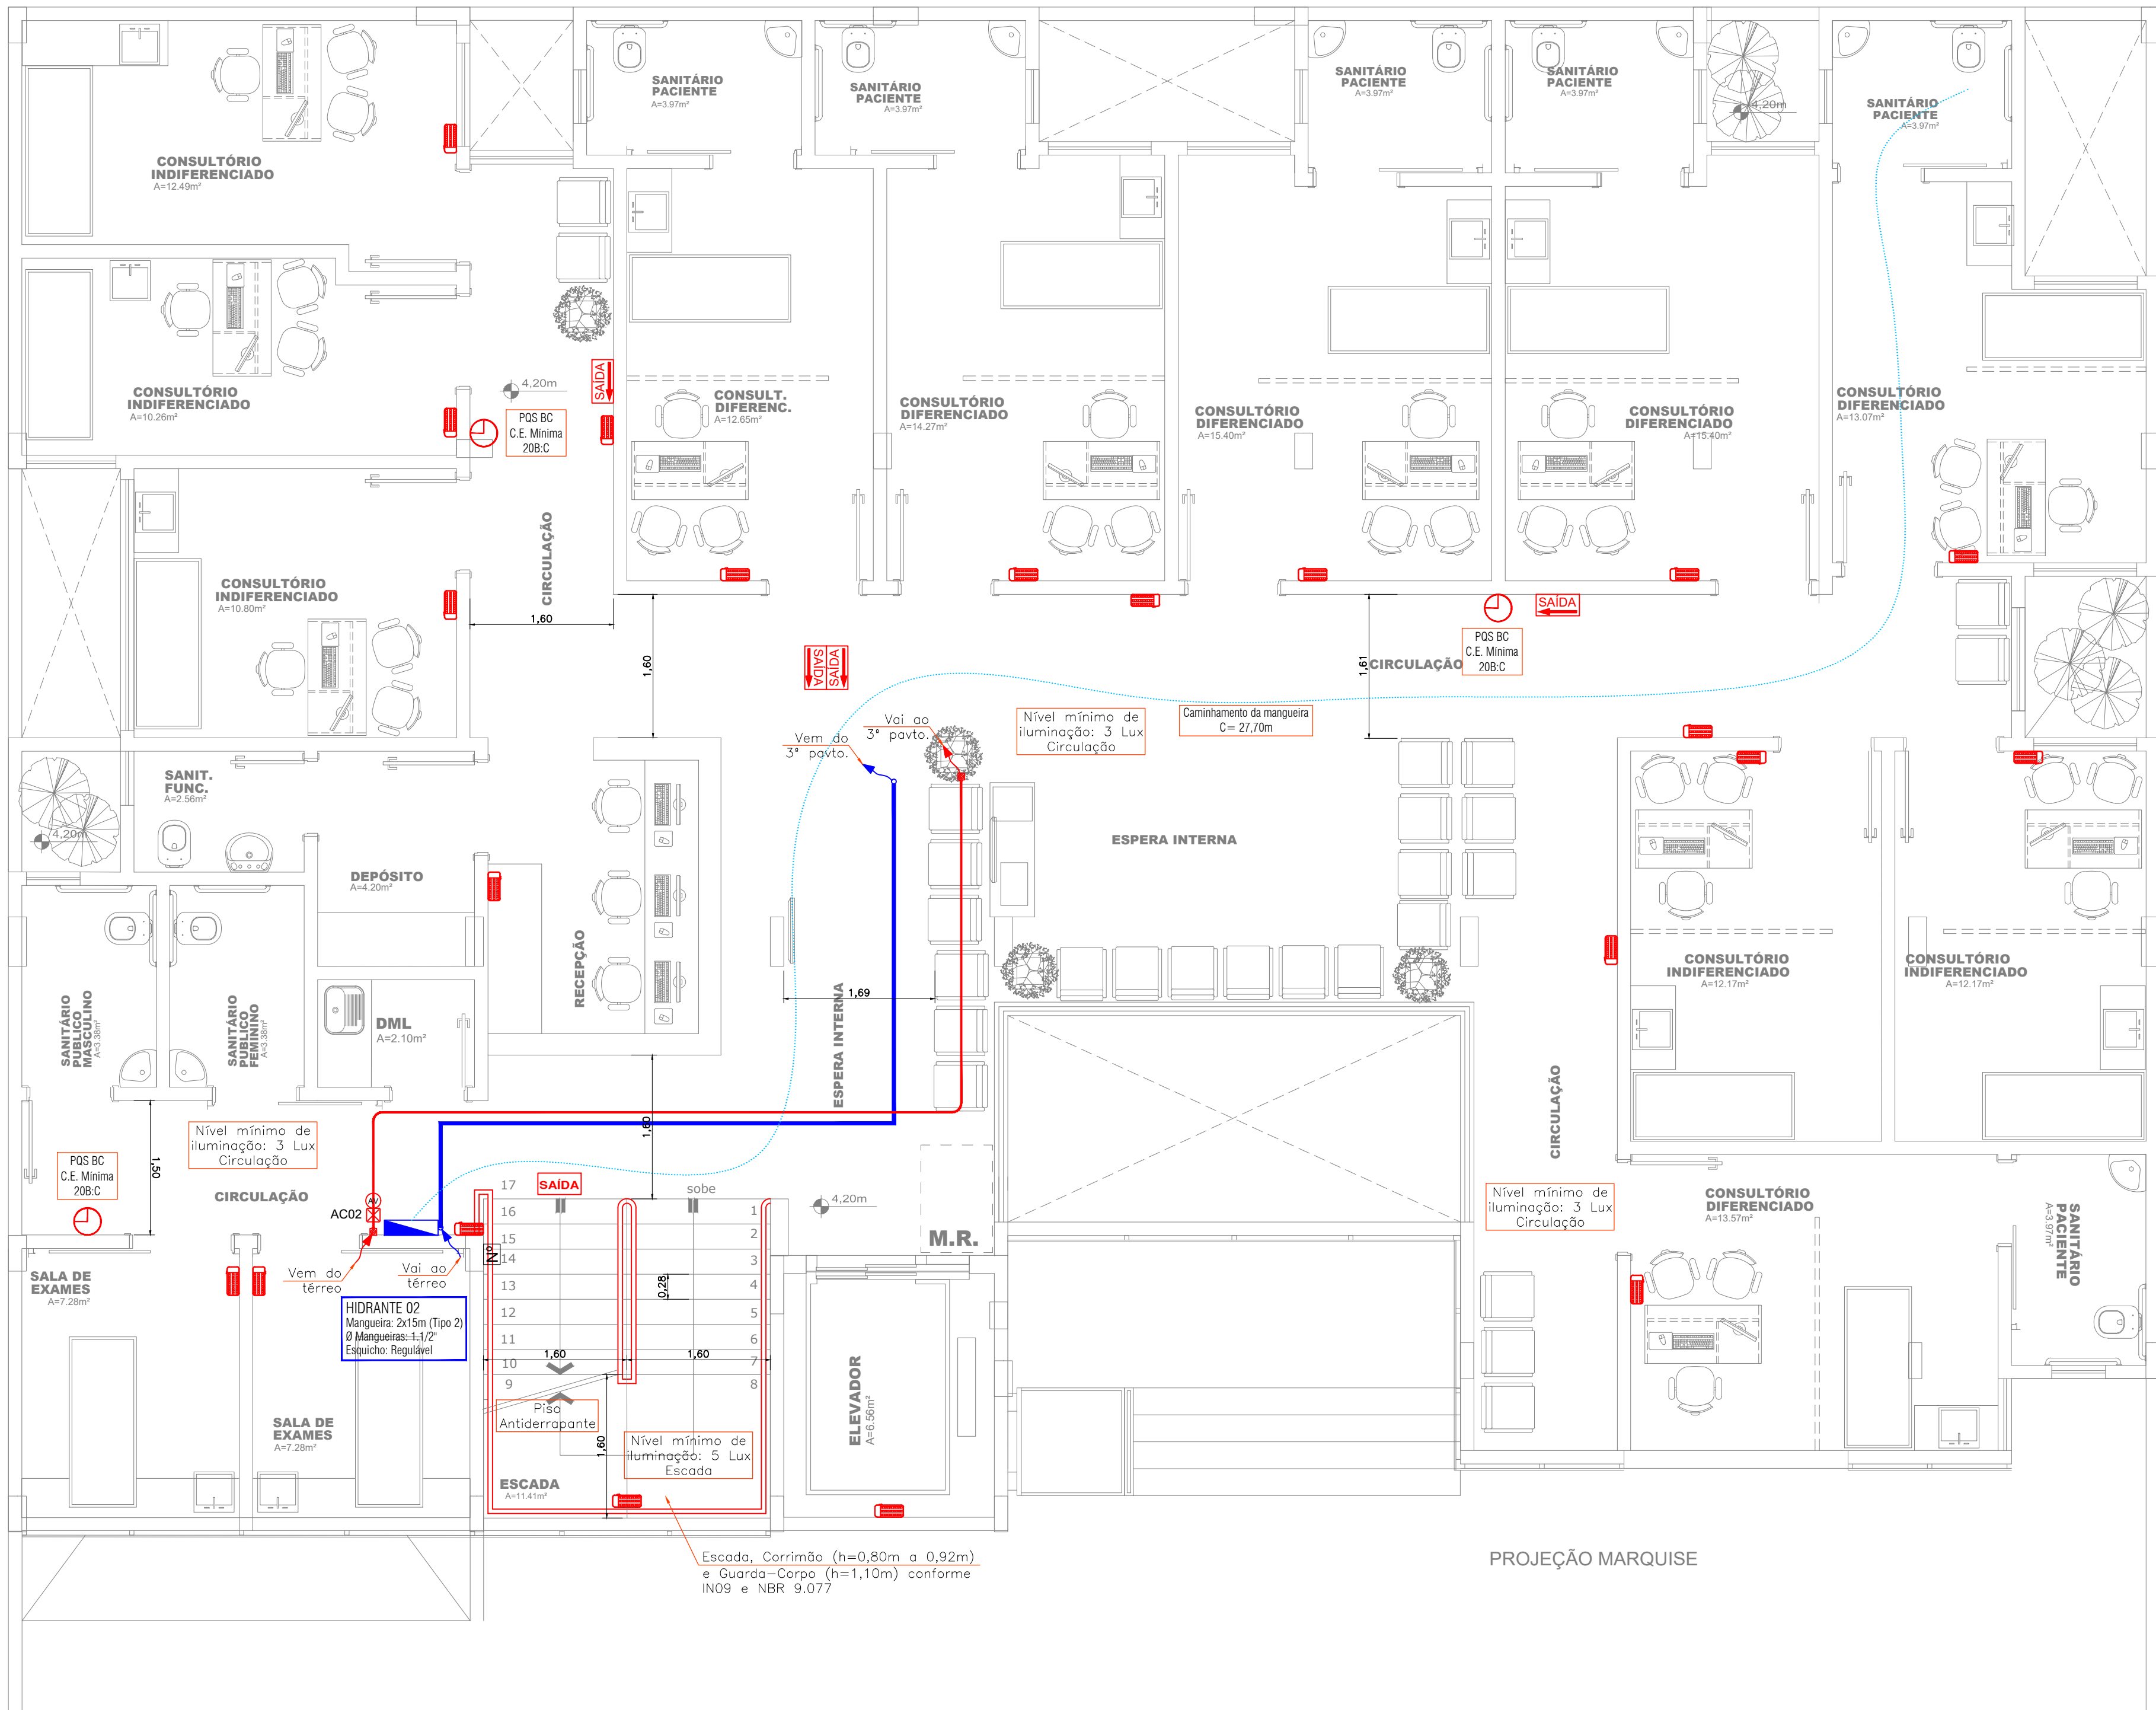 SANITÁRIO
PACIENTE
A=3.97m²
SANITÁRIO
PACIENTE
A=3.97m²
SANITÁRIO
PACIENTE
A=3.97m²
SANITÁRIO
PACIENTE
A=3.97m²
SANITÁRIO
PACIENTE
A=3.97m²
4,20m
CONSULTÓRIO
INDIFERENCIADO
A=12.49m²
CONSULTÓRIO
INDIFERENCIADO
A=10.26m²
SAÍDA
4,20m
PQS BC
C.E. Mínima
20B:C
CONSULT.
DIFERENC.
A=12.65m²
CONSULTÓRIO
DIFERENCIADO
A=14.27m²
CONSULTÓRIO
DIFERENCIADO
A=15.40m²
CONSULTÓRIO
DIFERENCIADO
A=15.40m²
CONSULTÓRIO
DIFERENCIADO
A=13.07m²
CIRCULAÇÃO
CONSULTÓRIO
INDIFERENCIADO
A=10.80m²
1,60
1,60
SAÍDA
SAÍDA
1,61
CIRCULAÇÃO
SAÍDA
PQS BC
C.E. Mínima
20B:C
Vem do
3° pavto.
Vai ao
3° pavto.
Nível mínimo de
iluminação: 3 Lux
Circulação
Caminhamento da mangueira
C= 27,70m
SANIT.
FUNC.
A=2.56m²
4,20m
DEPÓSITO
A=4.20m²
ESPERA INTERNA
RECEPÇÃO
1,69
ESPERA INTERNA
CONSULTÓRIO
INDIFERENCIADO
A=12.17m²
CONSULTÓRIO
INDIFERENCIADO
A=12.17m²
SANITÁRIO
PUBLICO
MASCULINO
A=3.38m²
SANITÁRIO
PUBLICO
FEMININO
A=3.38m²
DML
A=2.10m²
CIRCULAÇÃO
Nível mínimo de
iluminação: 3 Lux
Circulação
1,50
1,60
PQS BC
C.E. Mínima
20B:C
CIRCULAÇÃO
AV
AC02
SAÍDA
sobe
4,20m
M.R.
Nível mínimo de
iluminação: 3 Lux
Circulação
CONSULTÓRIO
DIFERENCIADO
A=13.57m²
SANITÁRIO
PACIENTE
A=3.97m²
17
16
15
14
13
12
11
10
9
1
2
3
4
5
6
7
8
Nº
0,28
1,60
1,60
1,60
SALA DE
EXAMES
A=7.28m²
Vem do
térreo
Vai ao
térreo
HIDRANTE 02
Mangueira: 2x15m (Tipo 2)
Ø Mangueiras: 1.1/2"
Esguicho: Regulável
SALA DE
EXAMES
A=7.28m²
Piso
Antiderrapante
Nível mínimo de
iluminação: 5 Lux
Escada
ESCADA
A=11.41m²
ELEVADOR
A=6.56m²
Escada, Corrimão (h=0,80m a 0,92m)
e Guarda-Corpo (h=1,10m) conforme
IN09 e NBR 9.077
PROJEÇÃO MARQUISE